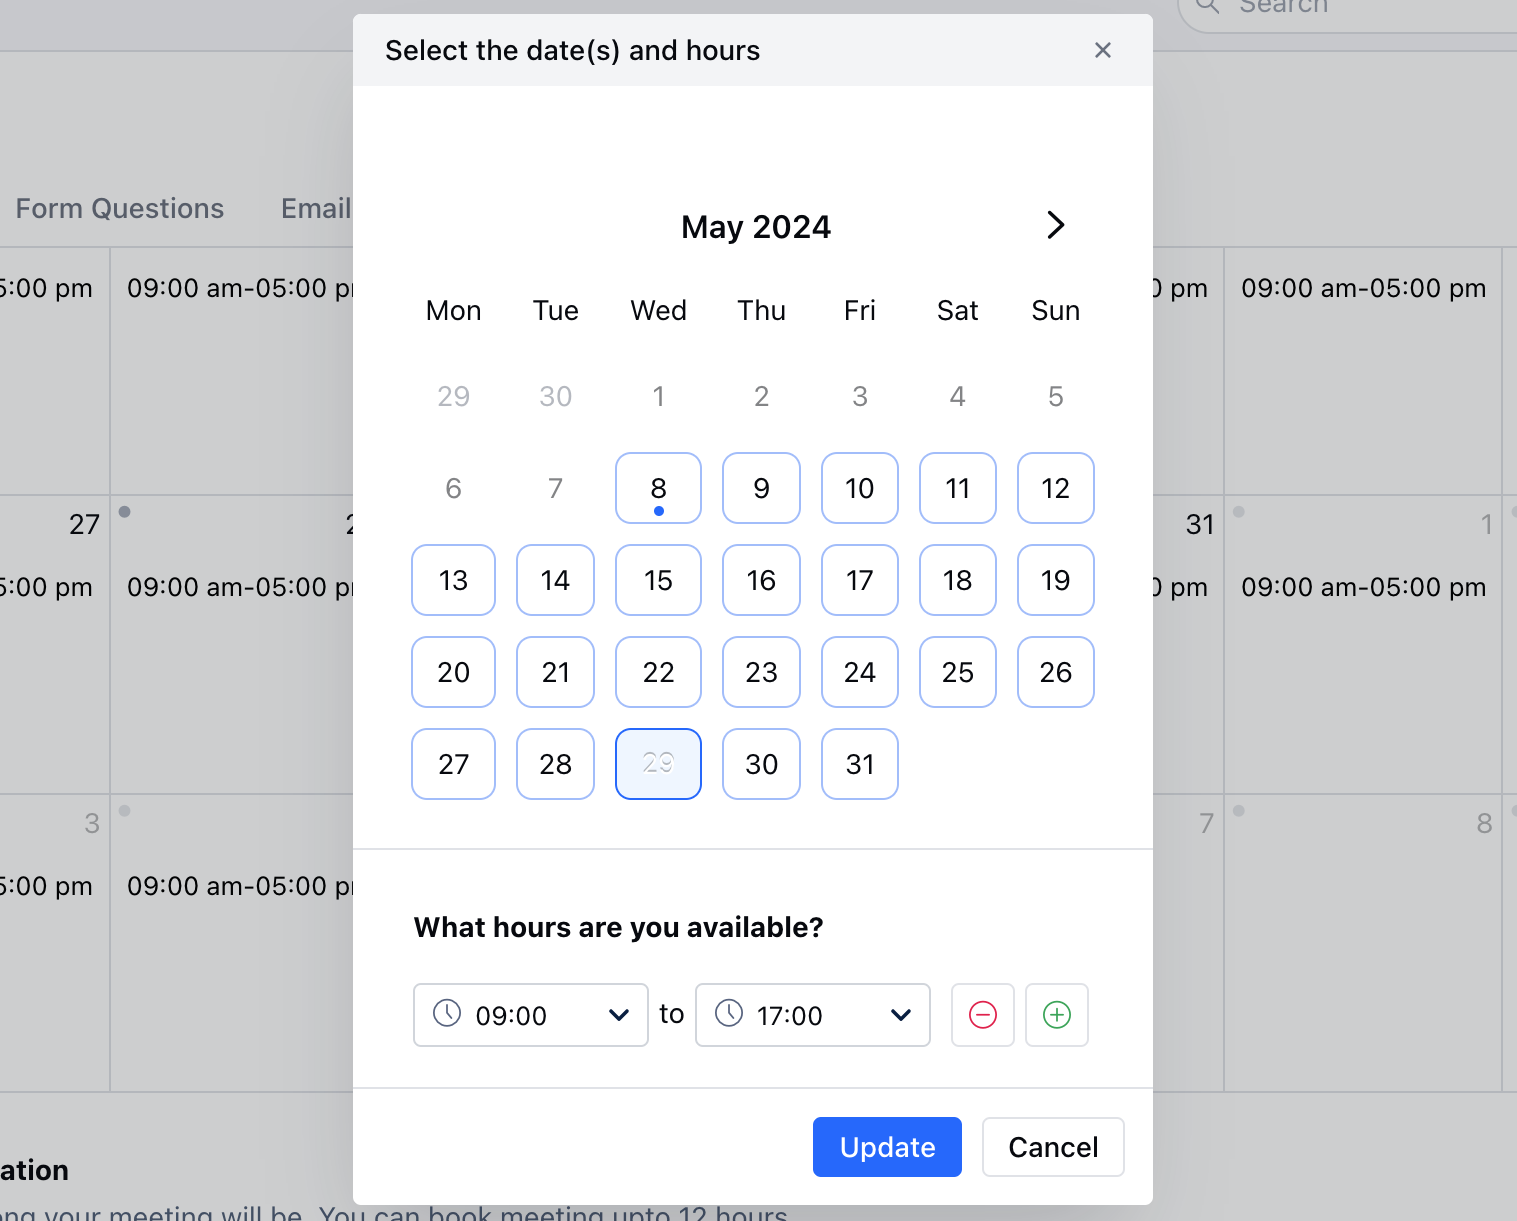 Search
Select the date(s) and hours
Form Questions
Email
May 2024
Mon Tue Wed Thu Fri Sat Sun
29 30 1 2 3 4 5
6 7 8 9 10 11 12
13 14 15 16 17 18 19
20 21 22 23 24 25 26
27 28 29 30 31
5:00 pm 09:00 am-05:00 p 0 pm 09:00 am-05:00 pm
27 2 31 1
5:00 pm 09:00 am-05:00 p 0 pm 09:00 am-05:00 pm
3 7 8
5:00 pm 09:00 am-05:00 p
What hours are you available?
09:00 to 17:00
Update Cancel
ation
ong your meeting will be. You can book meeting upto 12 hours